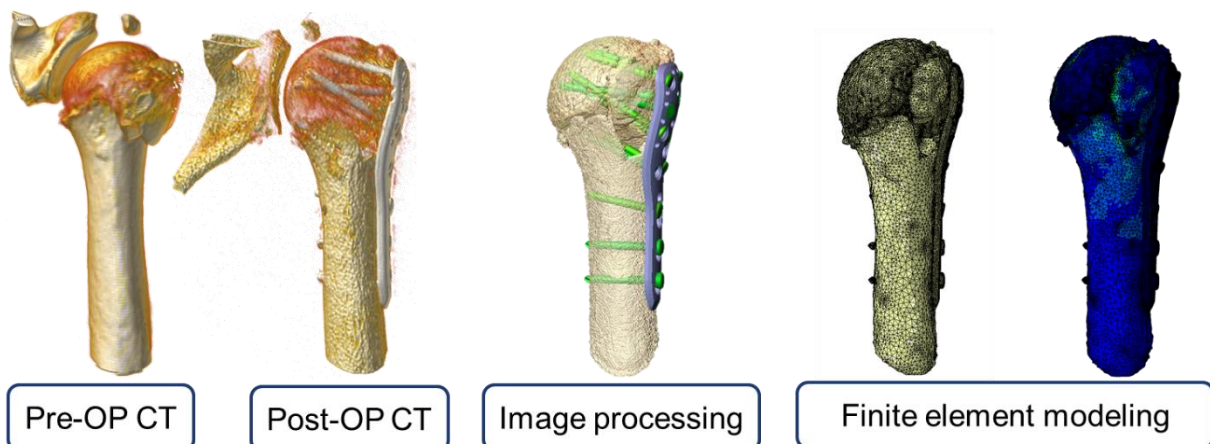 Pre-OP CT
Post-OP CT
Image processing
Finite element modeling